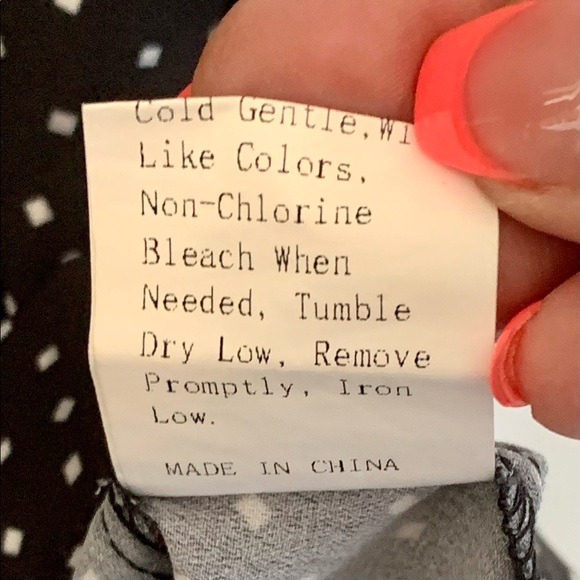 Cold Gentle, Wi
Like Colors,
Non-Chlorine
Bleach When
Needed, Tumble
Dry Low, Remove
Promptly, Iron
Low.
MADE IN CHINA